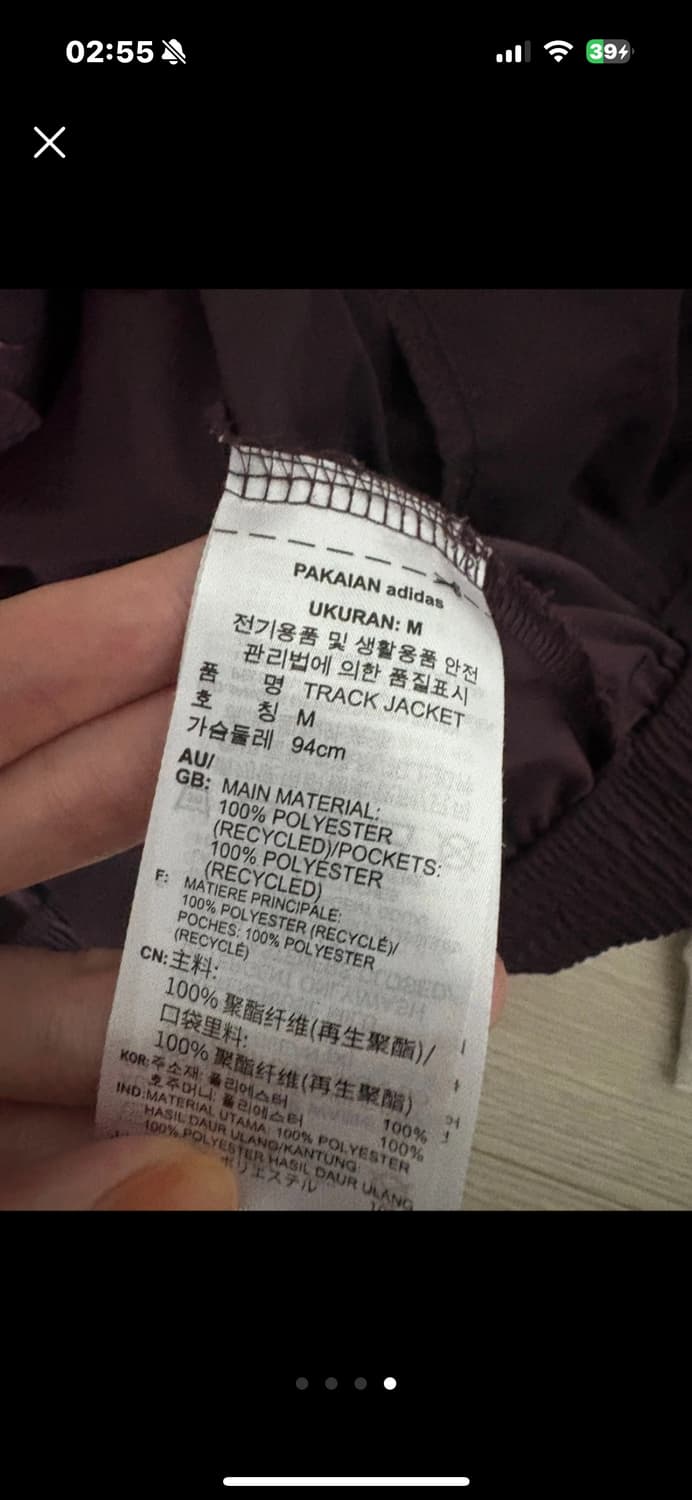 02:55
39
PAKAIAN adidas
UKURAN: M
전기용품 및 생활용품 안전
관리법에 의한 품질표시
품 명 TRACK JACKET
호 칭 M
가슴둘레 94cm
AU/
GB: MAIN MATERIAL:
100% POLYESTER
(RECYCLED)/POCKETS:
100% POLYESTER
(RECYCLED)
F: MATIERE PRINCIPALE:
100% POLYESTER (RECYCLÉ)/
POCHES: 100% POLYESTER
(RECYCLÉ)
CN:主料:
100% 聚酯纤维(再生聚酯)/
口袋里料:
100% 聚酯纤维(再生聚酯)
KOR:주소재: 폴리에스터 100%
호주머니: 폴리에스터 100%
IND:MATERIAL UTAMA: 100% POLYESTER
HASIL DAUR ULANG/KANTUNG:
100% POLYESTER HASIL DAUR ULANG
ポリエステル